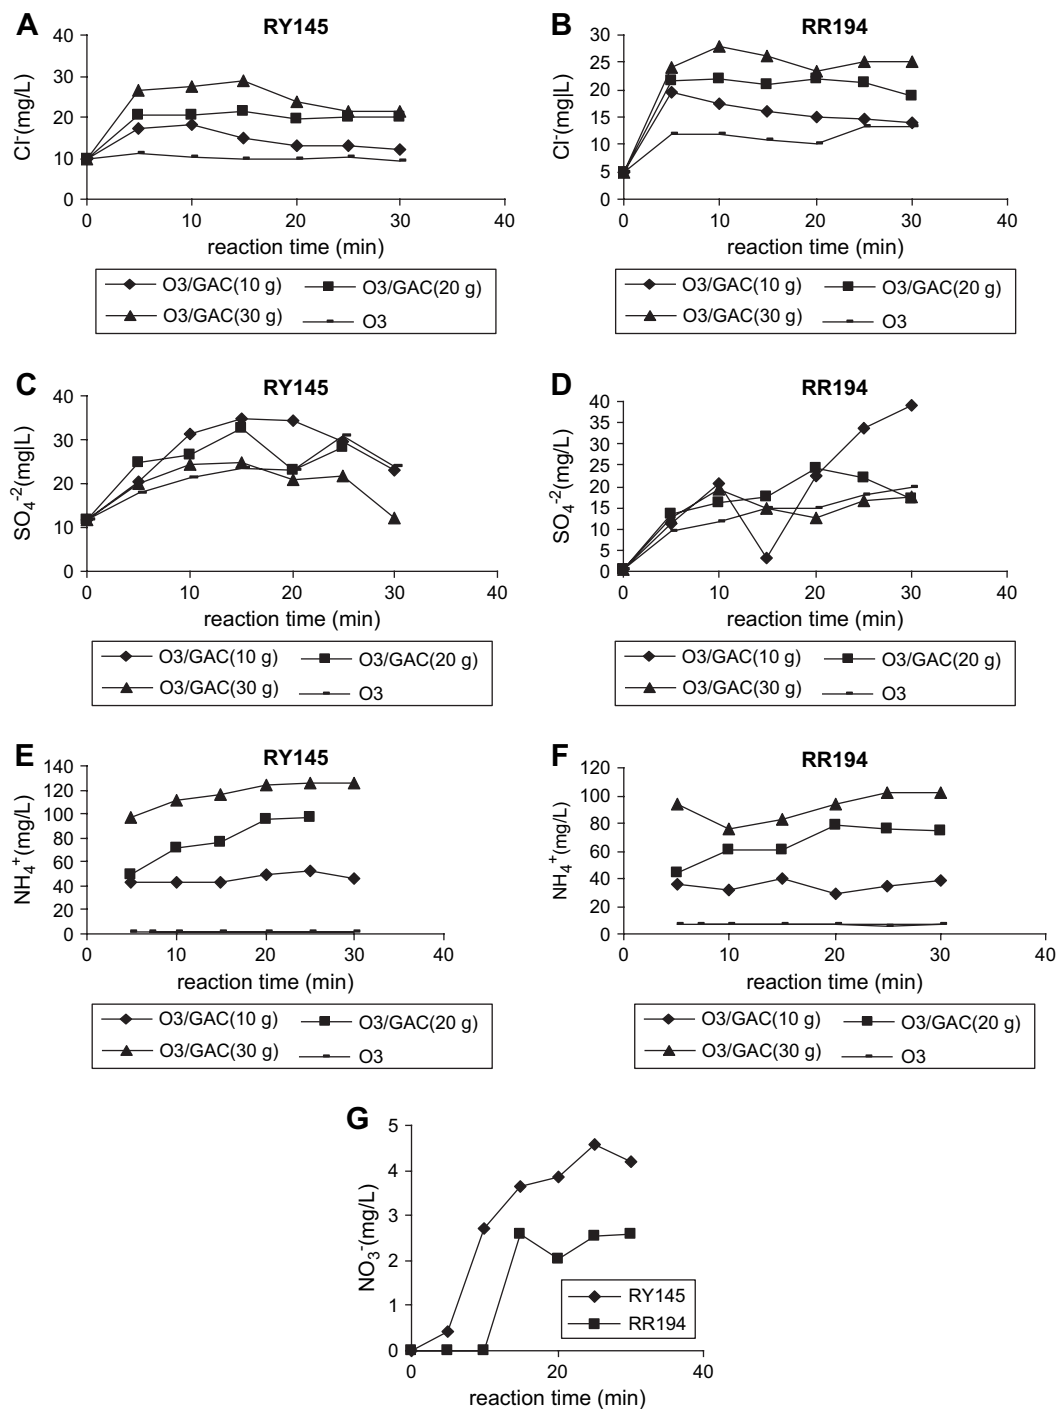 A RY145
40
30
20
10
0
Cl-(mg/L)
0 10 20 30 40
reaction time (min)
O3/GAC(10 g) O3/GAC(20 g)
O3/GAC(30 g) O3
B RR194
30
25
20
15
10
5
0
Cl-(mg|L)
0 10 20 30 40
reaction time (min)
O3/GAC(10 g) O3/GAC(20 g)
O3/GAC(30 g) O3
C RY145
40
30
20
10
0
SO4-2(mg|L)
0 10 20 30 40
reaction time (min)
O3/GAC(10 g) O3/GAC(20 g)
O3/GAC(30 g) O3
D RR194
40
35
30
25
20
15
10
5
0
SO4-2(mg/L)
0 10 20 30 40
reaction time (min)
O3/GAC(10 g) O3/GAC(20 g)
O3/GAC(30 g) O3
E RY145
140
120
100
80
60
40
20
0
NH4+(mg/L)
0 10 20 30 40
reaction time (min)
O3/GAC(10 g) O3/GAC(20 g)
O3/GAC(30 g) O3
F RR194
120
100
80
60
40
20
0
NH4+(mg/L)
0 10 20 30 40
reaction time (min)
O3/GAC(10 g) O3/GAC(20 g)
O3/GAC(30 g) O3
G
5
4
3
2
1
0
NO3-(mg/L)
RY145
RR194
0 20 40
reaction time (min)